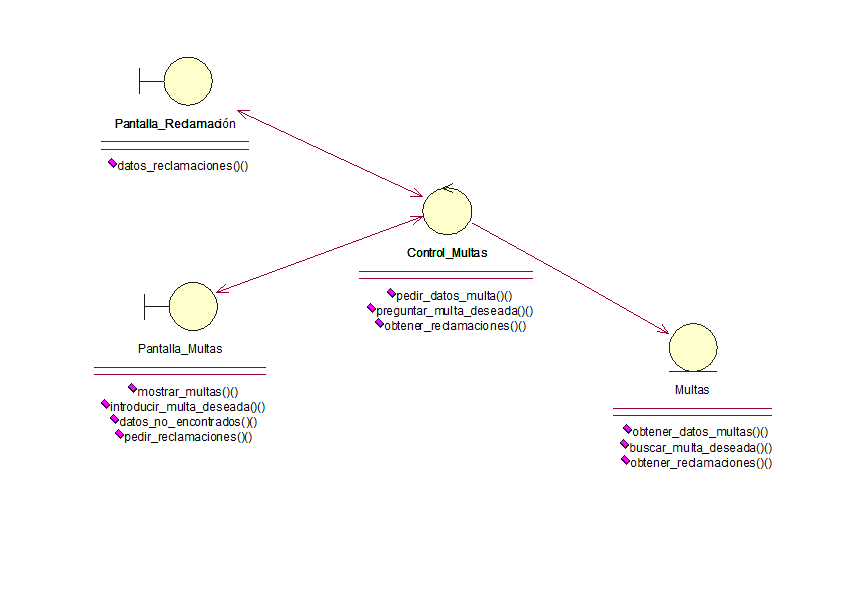 Pantalla_Reclamación
datos_reclamaciones()()
Control_Multas
pedir_datos_multa()()
preguntar_multa_deseada()()
obtener_reclamaciones()()
Pantalla_Multas
mostrar_multas()()
introducir_multa_deseada()()
datos_no_encontrados()()
pedir_reclamaciones()()
Multas
obtener_datos_multas()()
buscar_multa_deseada()()
obtener_reclamaciones()()